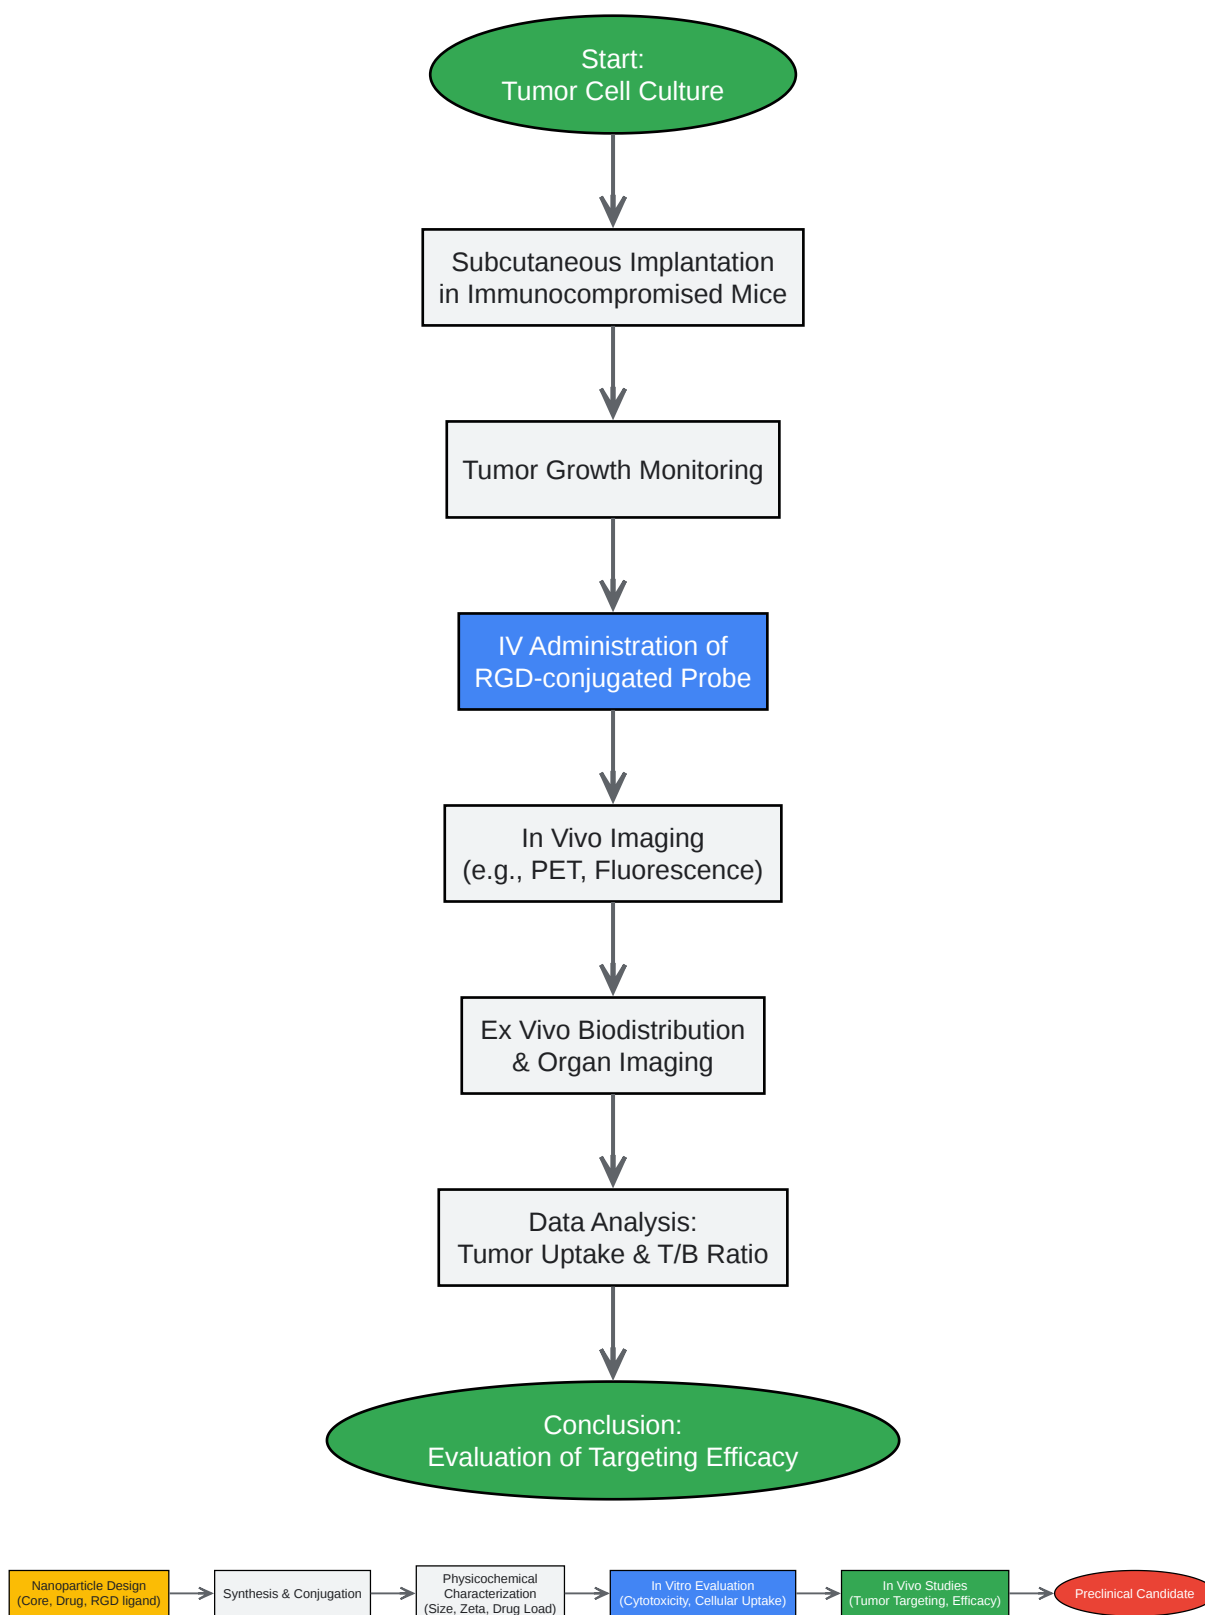 Start:
Tumor Cell Culture
Subcutaneous Implantation
in Immunocompromised Mice
Tumor Growth Monitoring
IV Administration of
RGD-conjugated Probe
In Vivo Imaging
(e.g., PET, Fluorescence)
Ex Vivo Biodistribution
& Organ Imaging
Data Analysis:
Tumor Uptake & T/B Ratio
Conclusion:
Evaluation of Targeting Efficacy
Nanoparticle Design
(Core, Drug, RGD ligand)
Synthesis & Conjugation
Physicochemical
Characterization
(Size, Zeta, Drug Load)
In Vitro Evaluation
(Cytotoxicity, Cellular Uptake)
In Vivo Studies
(Tumor Targeting, Efficacy)
Preclinical Candidate